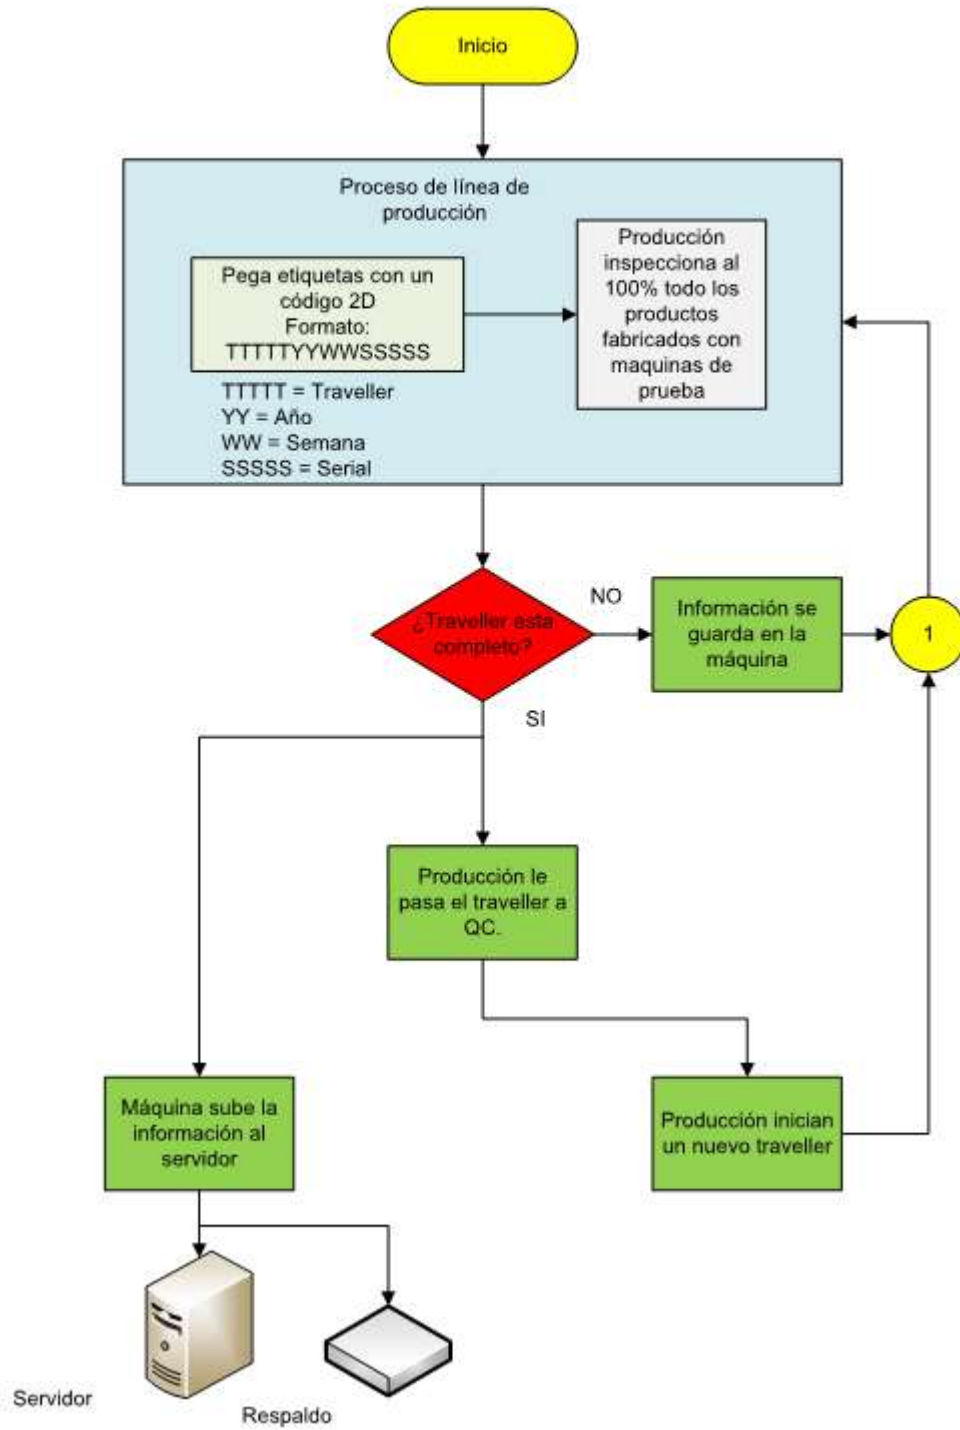 Inicio
Proceso de línea de
producción
Pega etiquetas con un
código 2D
Formato:
TTTTTYYWWSSSSS
TTTTT = Traveller
YY = Año
WW = Semana
SSSSS = Serial
Producción
inspecciona al
100% todo los
productos
fabricados con
maquinas de
prueba
¿Traveller esta
completo?
NO
Información se
guarda en la
máquina
1
SI
Producción le
pasa el traveller a
QC.
Máquina sube la
información al
servidor
Producción inician
un nuevo traveller
Servidor
Respaldo